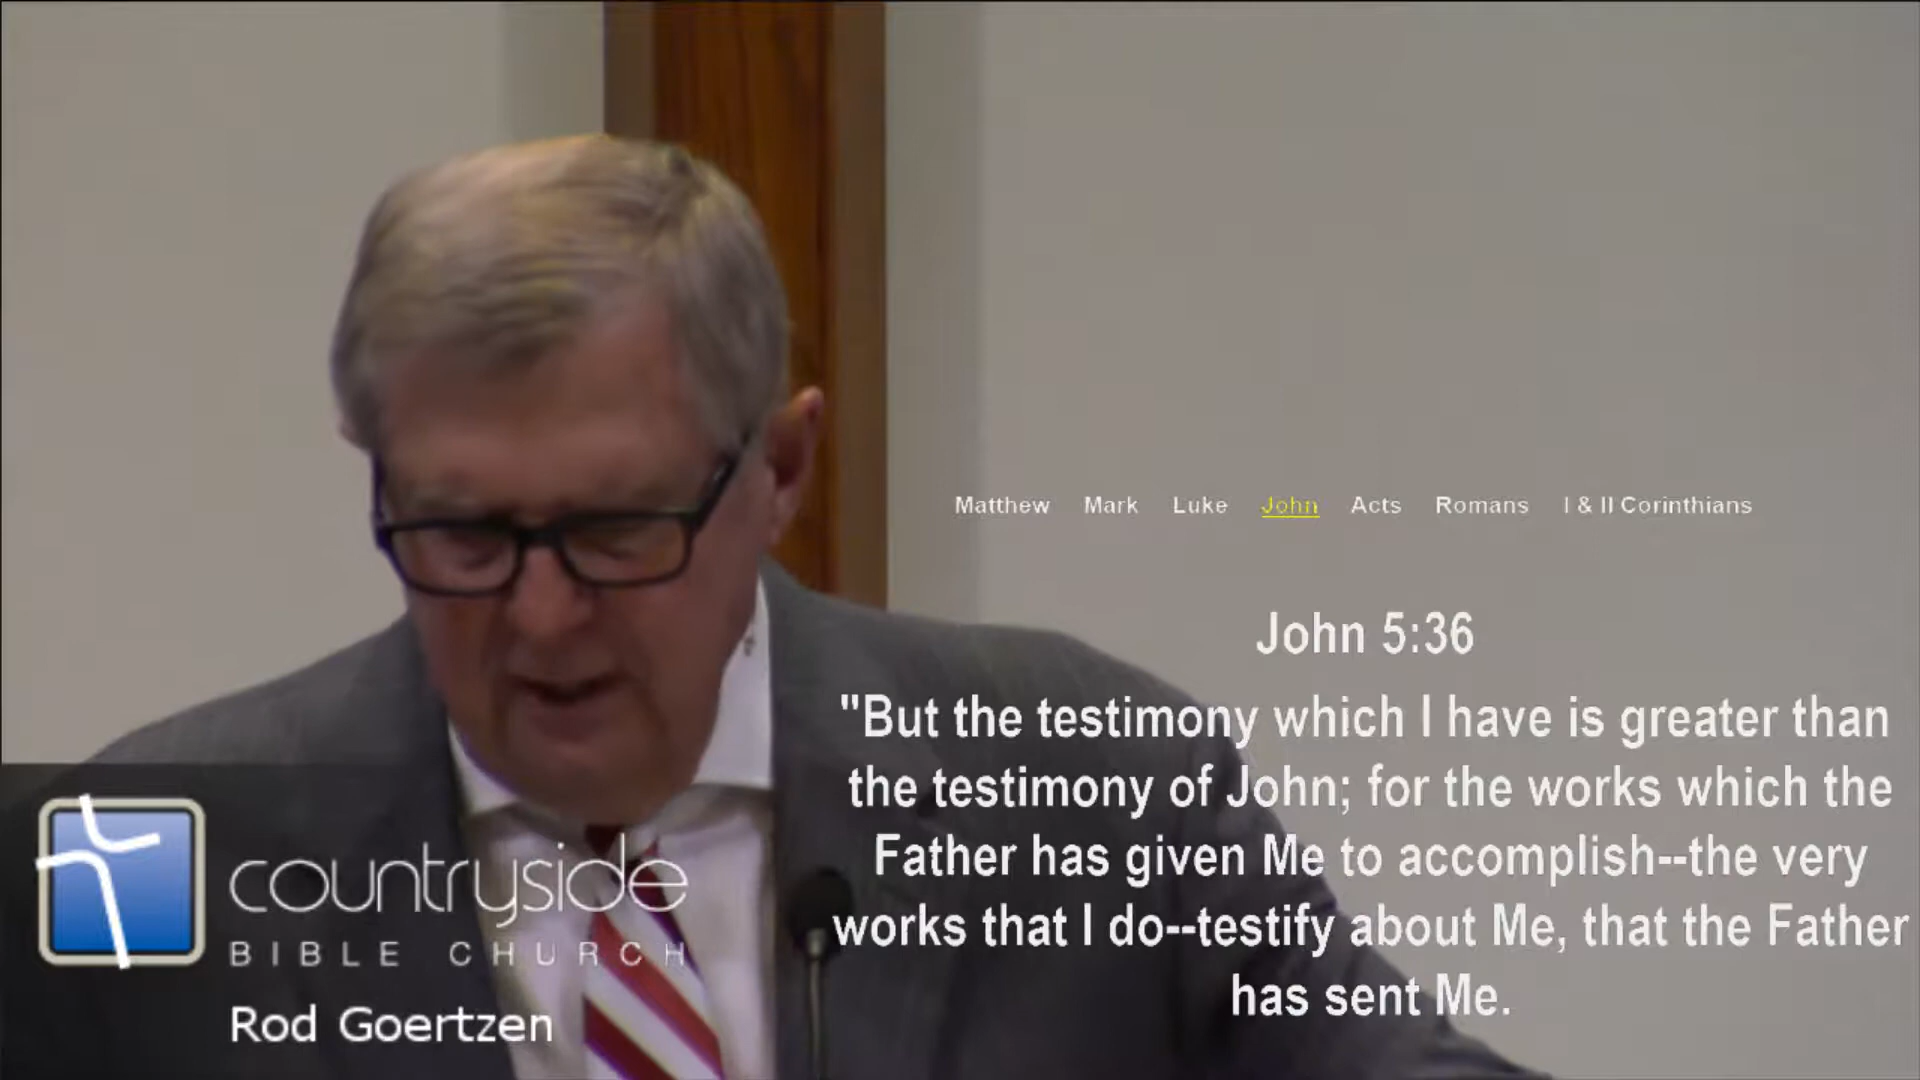 Matthew Mark Luke John Acts Romans I & II Corinthians
John 5:36
"But the testimony which I have is greater than
the testimony of John; for the works which the
Father has given Me to accomplish--the very
works that I do--testify about Me, that the Father
has sent Me.
countryside
BIBLE CHURCH
Rod Goertzen